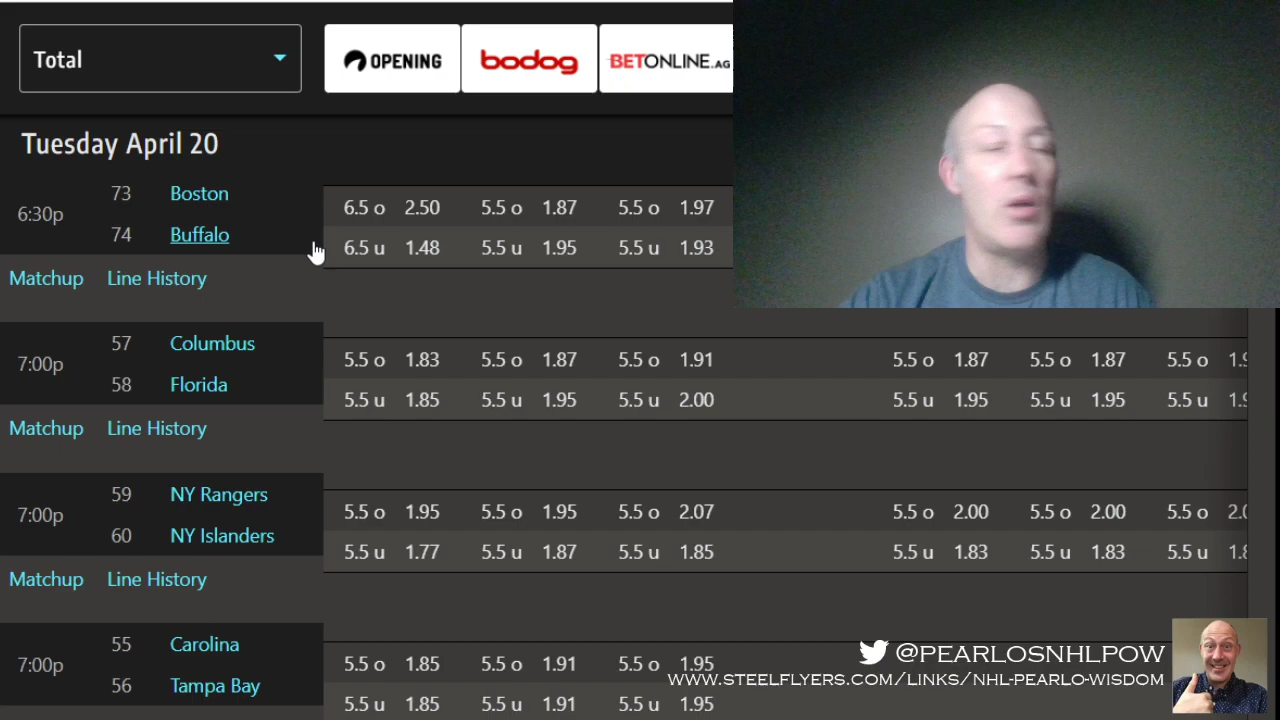 Total
OPENING
bodog
BETONLINE.AG
Tuesday April 20
6:30p
73 Boston
74 Buffalo
6.5 o 2.50 5.5 o 1.87 5.5 o 1.97
6.5 u 1.48 5.5 u 1.95 5.5 u 1.93
Matchup Line History
7:00p
57 Columbus
58 Florida
5.5 o 1.83 5.5 o 1.87 5.5 o 1.91 5.5 o 1.87 5.5 o 1.87 5.5 o
5.5 u 1.85 5.5 u 1.95 5.5 u 2.00 5.5 u 1.95 5.5 u 1.95 5.5 u
Matchup Line History
7:00p
59 NY Rangers
60 NY Islanders
5.5 o 1.95 5.5 o 1.95 5.5 o 2.07 5.5 o 2.00 5.5 o 2.00 5.5 o
5.5 u 1.77 5.5 u 1.87 5.5 u 1.85 5.5 u 1.83 5.5 u 1.83 5.5 u
Matchup Line History
7:00p
55 Carolina
56 Tampa Bay
5.5 o 1.85 5.5 o 1.91 5.5 o 1.95
5.5 u 1.85 5.5 u 1.91 5.5 u 1.95
@PEARLOSNHLPOW
WWW.STEELFLYERS.COM/LINKS/NHL-PEARLO-WISDOM